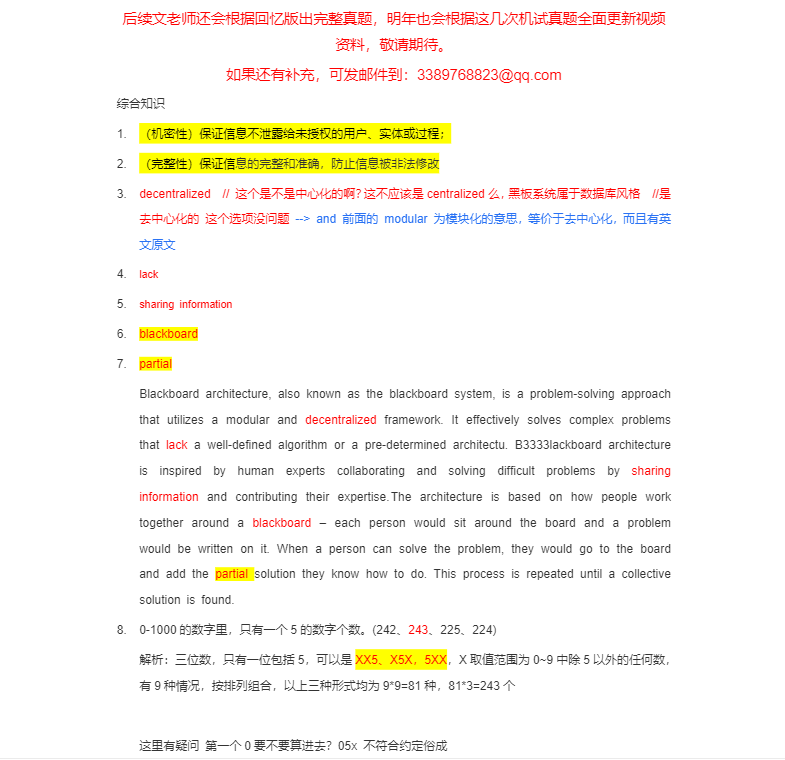 后续文老师还会根据回忆版出完整真题，明年也会根据这几次机试真题全面更新视频
资料，敬请期待。
如果还有补充，可发邮件到：3389768823@qq.com
综合知识
1. （机密性）保证信息不泄露给未授权的用户、实体或过程；
2. （完整性）保证信息的完整和准确，防止信息被非法修改
3. decentralized // 这个是不是中心化的啊？这不应该是 centralized 么，黑板系统属于数据库风格 //是
去中心化的 这个选项没问题 --> and 前面的 modular 为模块化的意思，等价于去中心化，而且有英
文原文
4. lack
5. sharing information
6. blackboard
7. partial
Blackboard architecture, also known as the blackboard system, is a problem-solving approach
that utilizes a modular and decentralized framework. It effectively solves complex problems
that lack a well-defined algorithm or a pre-determined architectu. B3333lackboard architecture
is inspired by human experts collaborating and solving difficult problems by sharing
information and contributing their expertise.The architecture is based on how people work
together around a blackboard – each person would sit around the board and a problem
would be written on it. When a person can solve the problem, they would go to the board
and add the partial solution they know how to do. This process is repeated until a collective
solution is found.
8. 0-1000 的数字里，只有一个 5 的数字个数。(242、243、225、224)
解析：三位数，只有一位包括 5，可以是 XX5、X5X，5XX，X 取值范围为 0~9 中除 5 以外的任何数，
有 9 种情况，按排列组合，以上三种形式均为 9*9=81 种，81*3=243 个
这里有疑问 第一个 0 要不要算进去？05x 不符合约定俗成